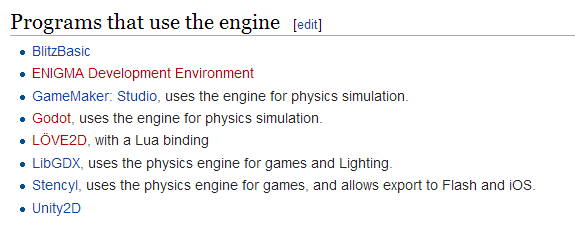 Programs that use the engine [edit]
BlitzBasic
ENIGMA Development Environment
GameMaker: Studio, uses the engine for physics simulation.
Godot, uses the engine for physics simulation.
LÖVE2D, with a Lua binding
LibGDX, uses the physics engine for games and Lighting.
Stencyl, uses the physics engine for games, and allows export to Flash and iOS.
Unity2D